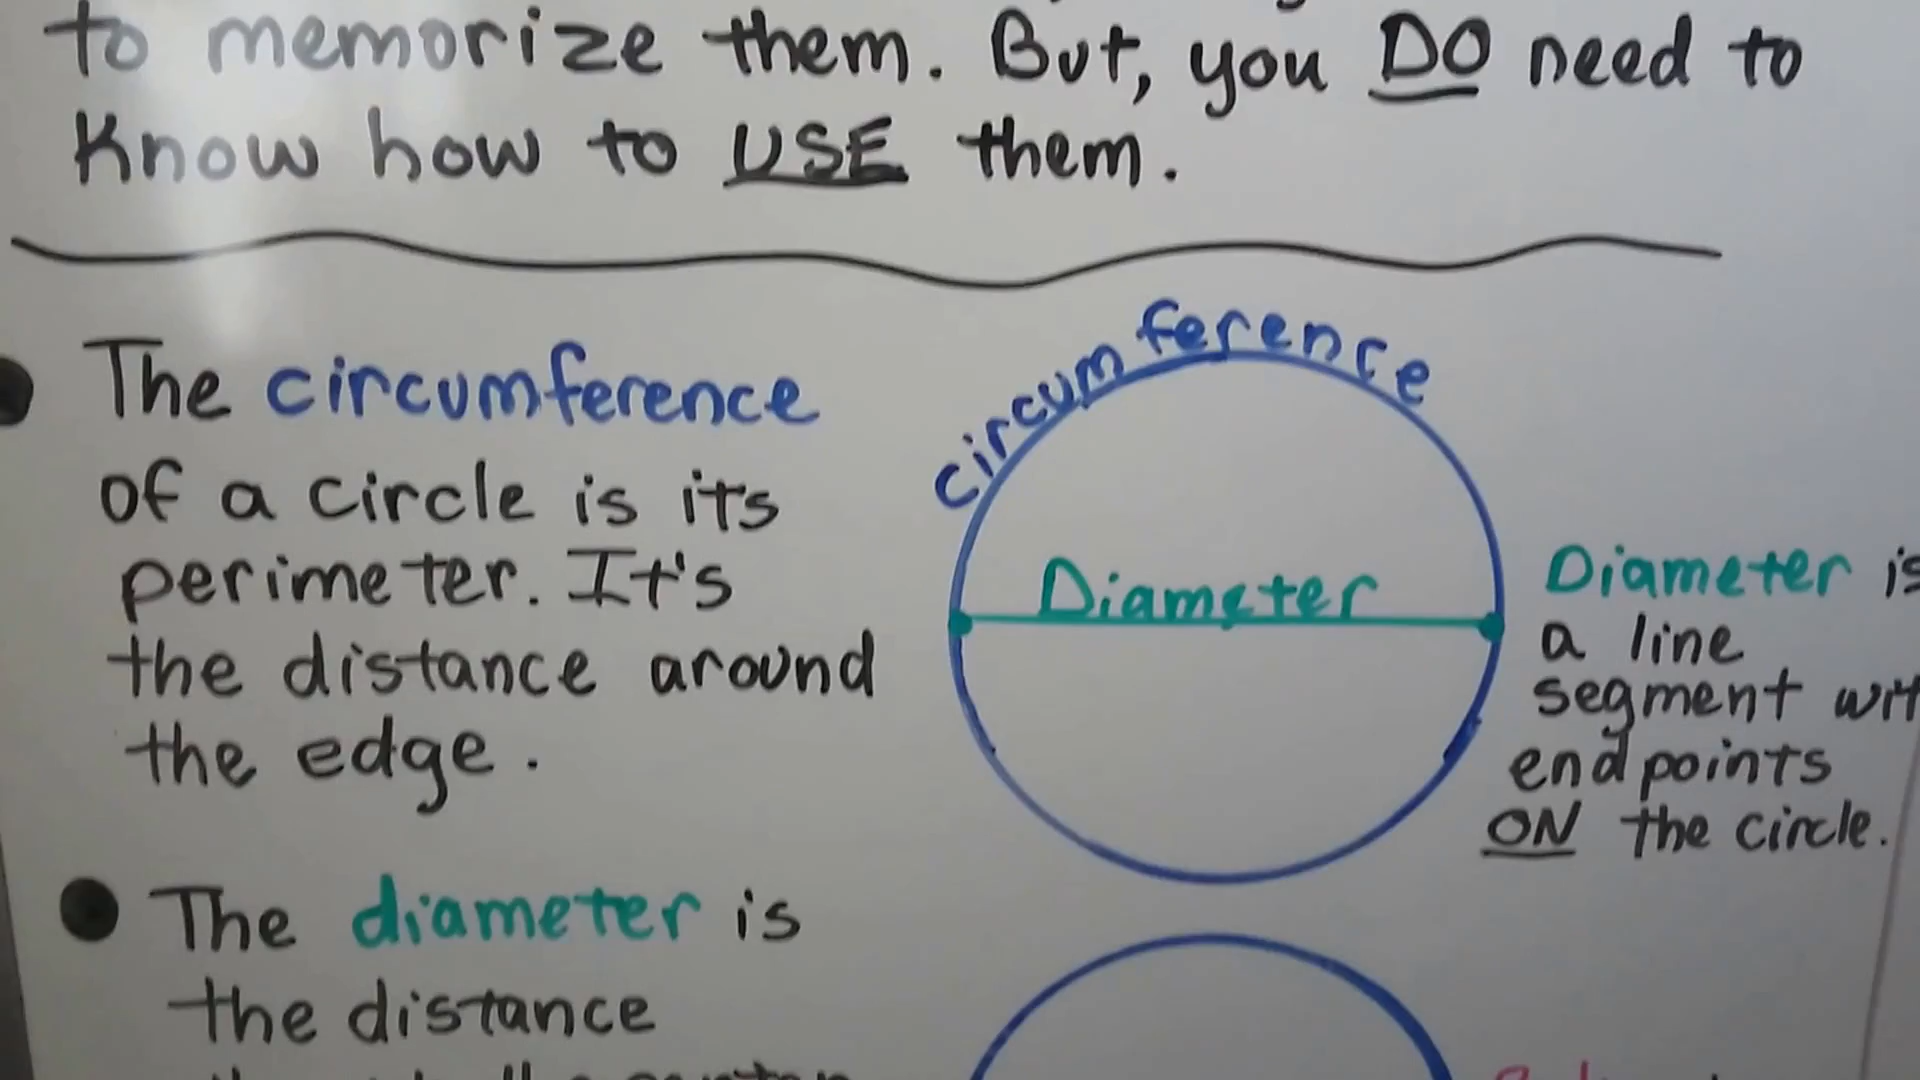 to memorize them. But, you DO need to
Know how to USE them.
The circumference
of a circle is its
perimeter. It's
the distance around
the edge.
circumference
Diameter
Diameter is
a line
segment wit
endpoints
ON the circle.
The diameter is
the distance